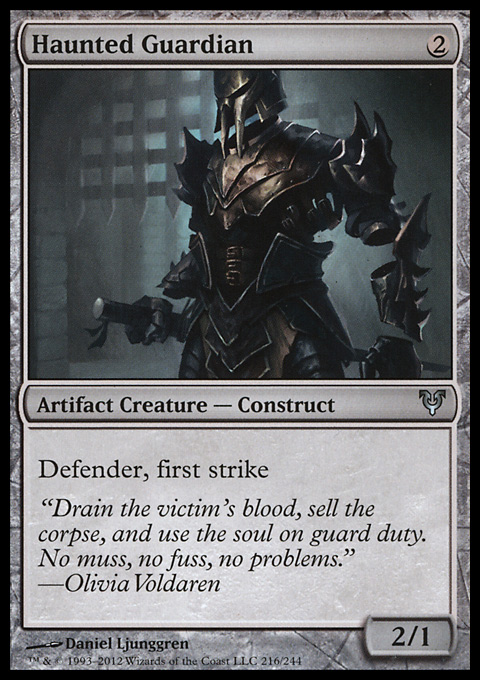 Haunted Guardian 2
Artifact Creature — Construct
Defender, first strike
“Drain the victim’s blood, sell the
corpse, and use the soul on guard duty.
No muss, no fuss, no problems.”
—Olivia Voldaren
2/1
Daniel Ljunggren
™ & © 1993–2012 Wizards of the Coast LLC 216/244